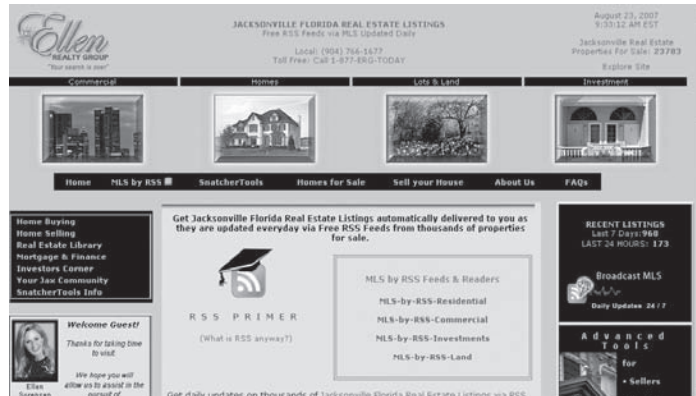 The Ellen
REALTY GROUP
"Your search is over"
JACKSONVILLE FLORIDA REAL ESTATE LISTINGS
Free RSS Feeds via MLS Updated Daily
Local: (904) 766-1677
Toll Free: Call 1-877-ERG-TODAY
August 23, 2007
9:33:12 AM EST
Jacksonville Real Estate
Properties For Sale: 23783
Explore Site
Commercial Homes Lots & Land Investment
Home MLS by RSS SnatcherTools Homes for Sale Sell your House About Us FAQs
Home Buying
Home Selling
Real Estate Library
Mortgage & Finance
Investors Corner
Your Jax Community
SnatcherTools Info
Welcome Guest!
Thanks for taking time
to visit.
We hope you will
allow us to assist in the
pursuit of
Ellen
Get Jacksonville Florida Real Estate Listings automatically delivered to you as
they are updated everyday via Free RSS Feeds from thousands of properties
for sale.
RSS PRIMER
(What is RSS anyway?)
MLS by RSS Feeds & Readers
MLS-by-RSS-Residential
MLS-by-RSS-Commercial
MLS-by-RSS-Investments
MLS-by-RSS-Land
Get daily updates on thousands of Jacksonville Florida Real Estate Listings via RSS
RECENT LISTINGS
Last 7 Days:968
LAST 24 HOURS: 173
Broadcast MLS
Daily Updates 24 / 7
Advanced
Tools
for
• Sellers